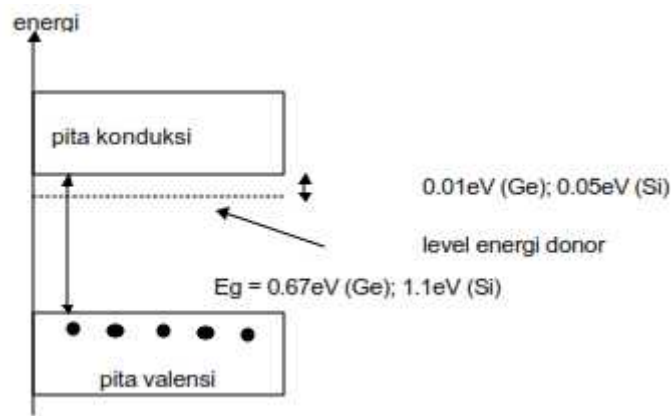 energi
pita konduksi
0.01eV (Ge); 0.05eV (Si)
level energi donor
Eg = 0.67eV (Ge); 1.1eV (Si)
pita valensi